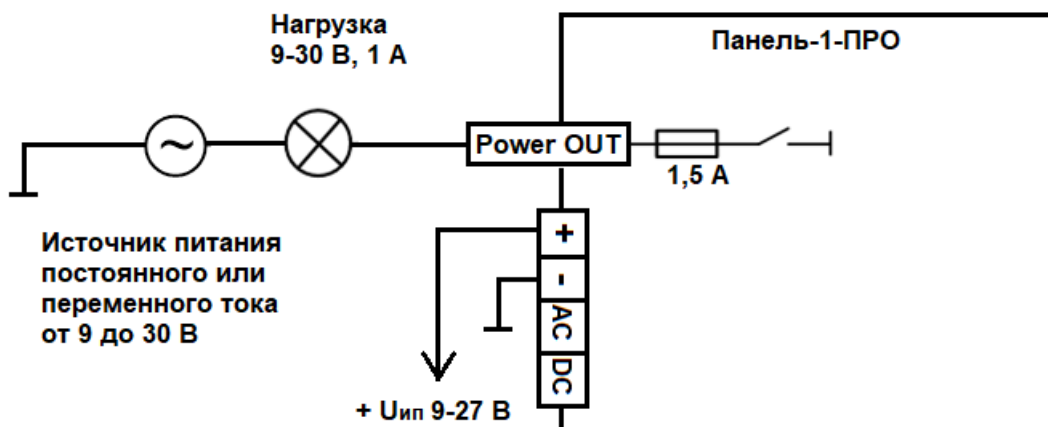 Нагрузка
9-30 В, 1 А
Панель-1-ПРО
~
Power OUT
1,5 А
Источник питания
постоянного или
переменного тока
от 9 до 30 В
+
-
AC
DC
+ Uип 9-27 В